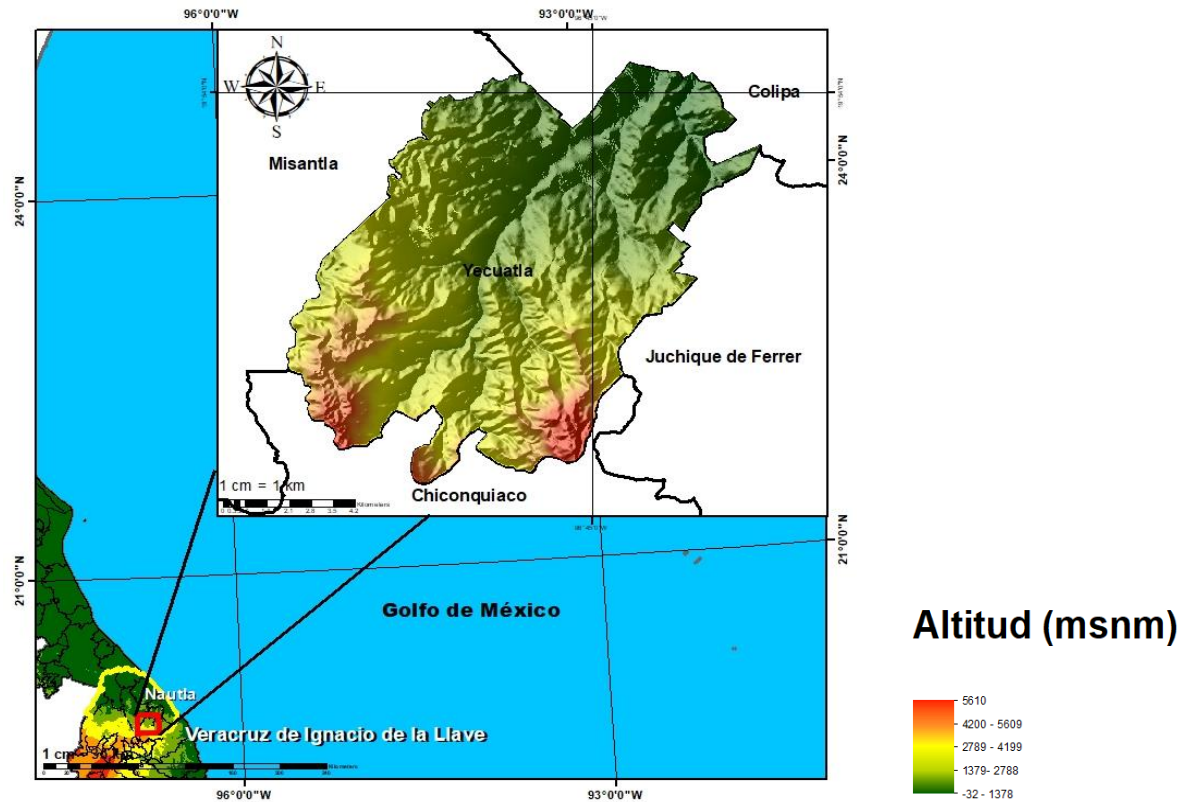 96°0'0"W
93°0'0"W
N
W
E
S
Misantla
Colipa
24°0'0"N
24°0'0"N
Yecuatla
Juchique de Ferrer
1 cm = 1 km
Kilometers
Chiconquiaco
21°0'0"N
21°0'0"N
Golfo de México
Nautla
Veracruz de Ignacio de la Llave
Kilometers
96°0'0"W
93°0'0"W
Altitud (msnm)
5610
4200 - 5609
2789 - 4199
1379- 2788
-32 - 1378